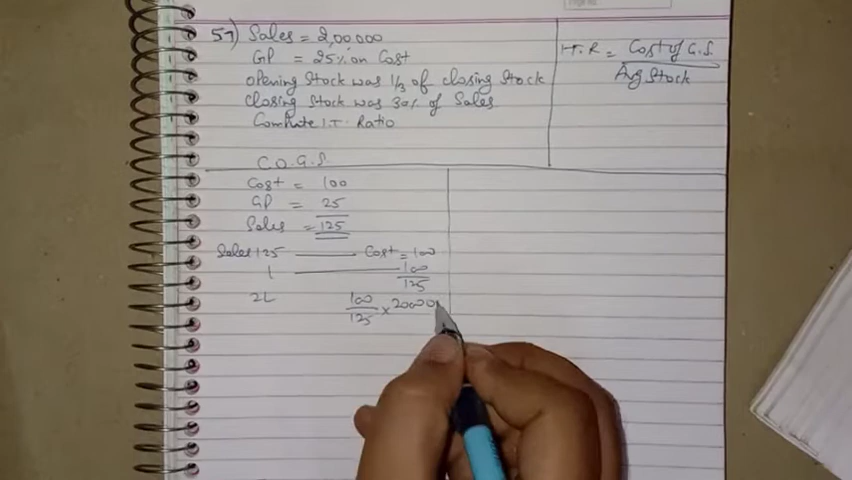 57) Sales = 2,00,000
GP = 25% on Cost
opening Stock was 1/3 of closing Stock
closing Stock was 30% of Sales
Compute I.T. Ratio
I.T.R = Cost of G.S
Avg Stock
C.O.G.S
Cost = 100
GP = 25
Sales = 125
Sales 125 — Cost = 100
1 — 100
125
2L 100 × 20000
125